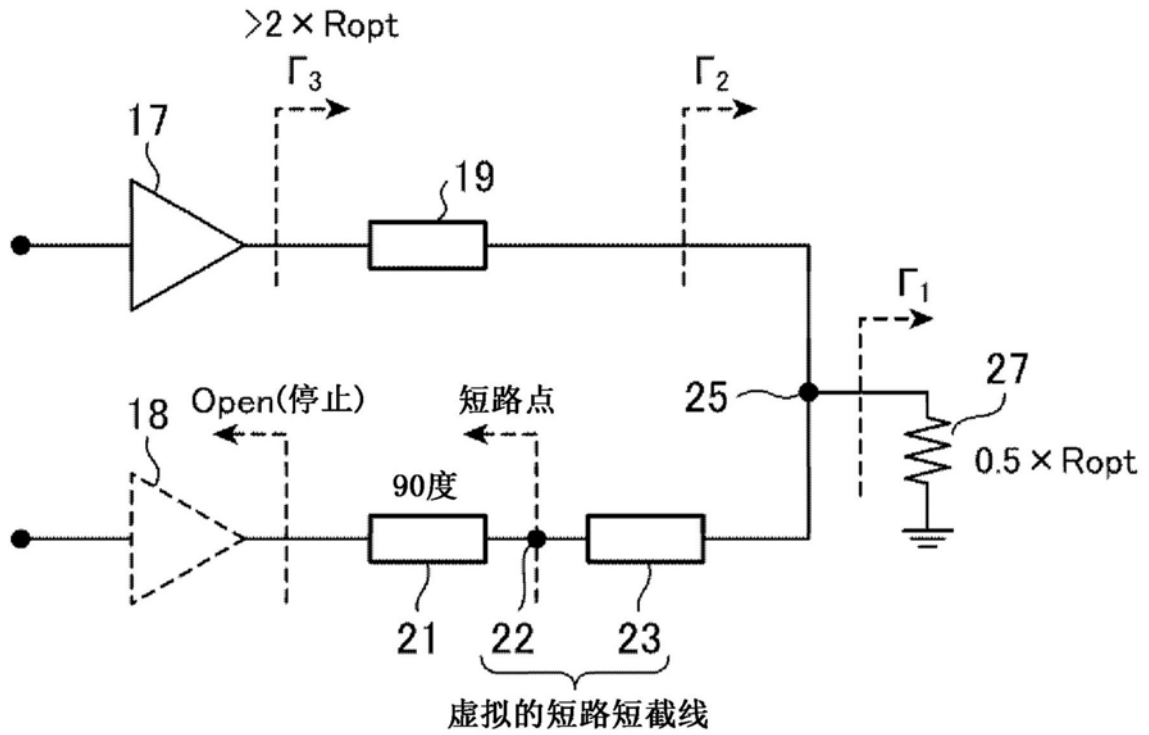 >2×Ropt
Γ3
Γ2
17
19
Γ1
25
27
0.5×Ropt
18
Open(停止)
短路点
90度
21
22
23
虚拟的短路短截线